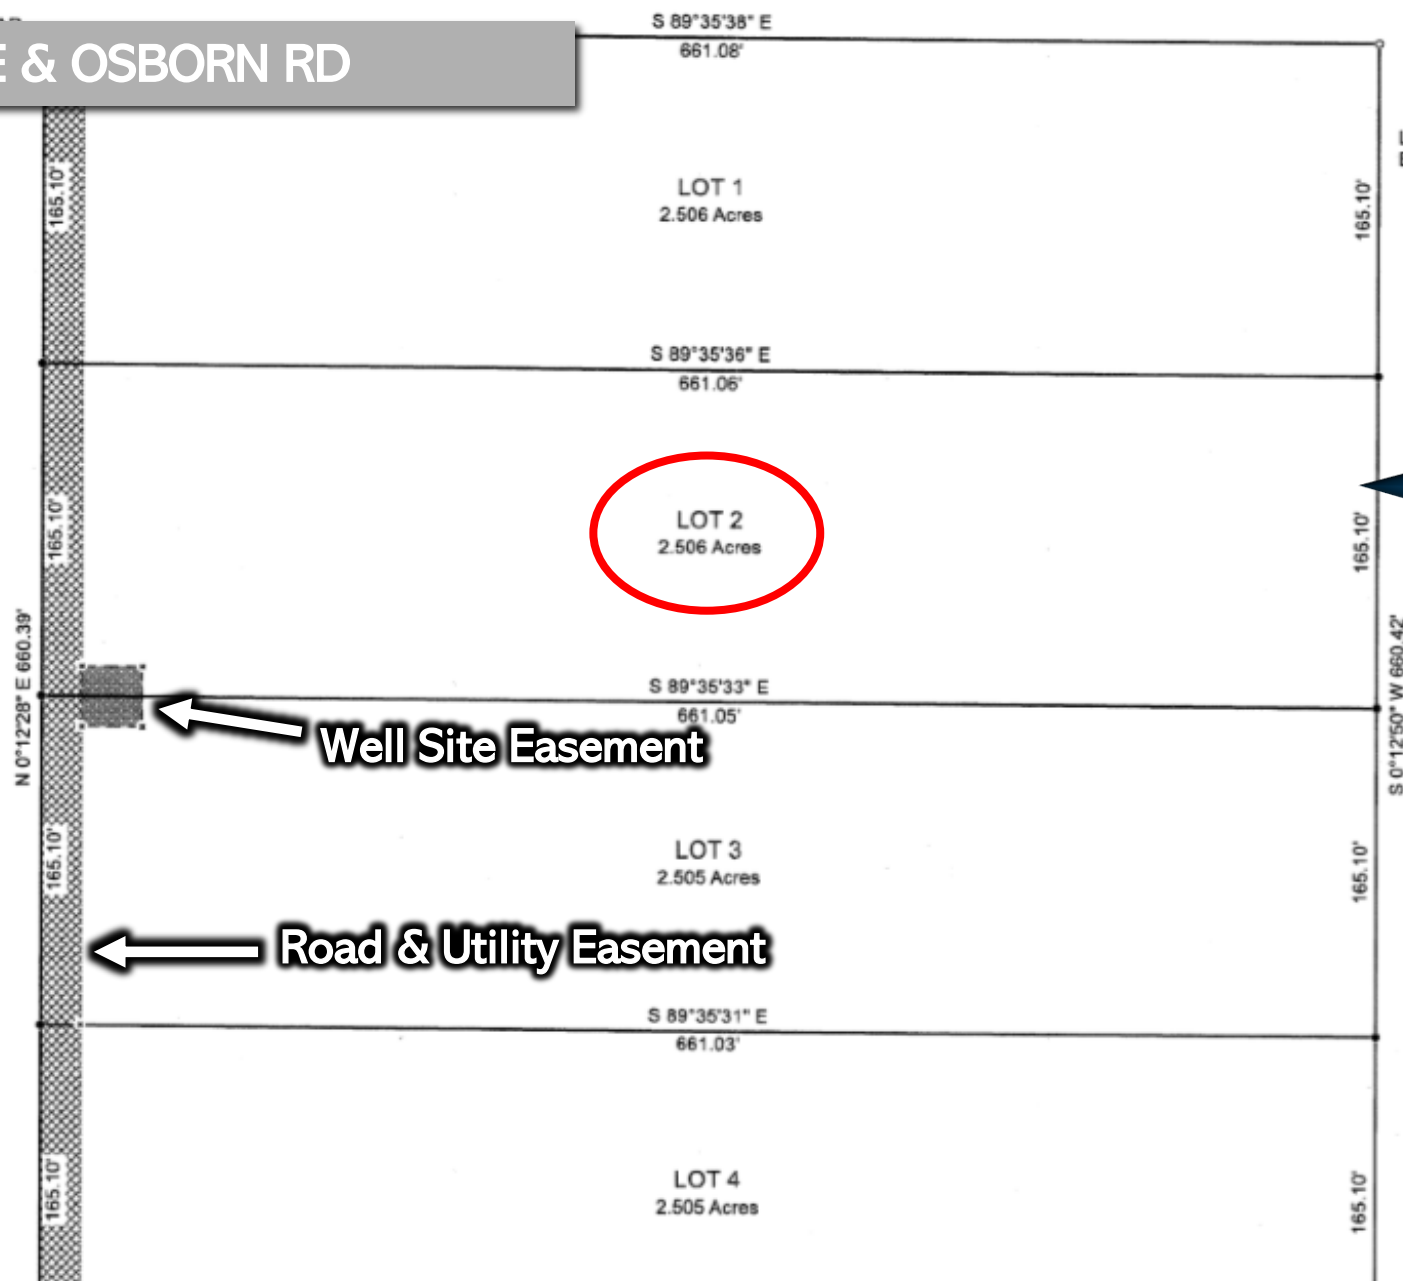 E & OSBORN RD
S 89°35'38" E
661.08'
165.10'
LOT 1
2.506 Acres
165.10'
S 89°35'36" E
661.06'
165.10'
LOT 2
2.506 Acres
165.10'
N 0°12'28" E 660.39'
S 0°12'50" W 660.42'
S 89°35'33" E
661.05'
Well Site Easement
165.10'
LOT 3
2.505 Acres
165.10'
Road & Utility Easement
S 89°35'31" E
661.03'
165.10'
LOT 4
2.505 Acres
165.10'